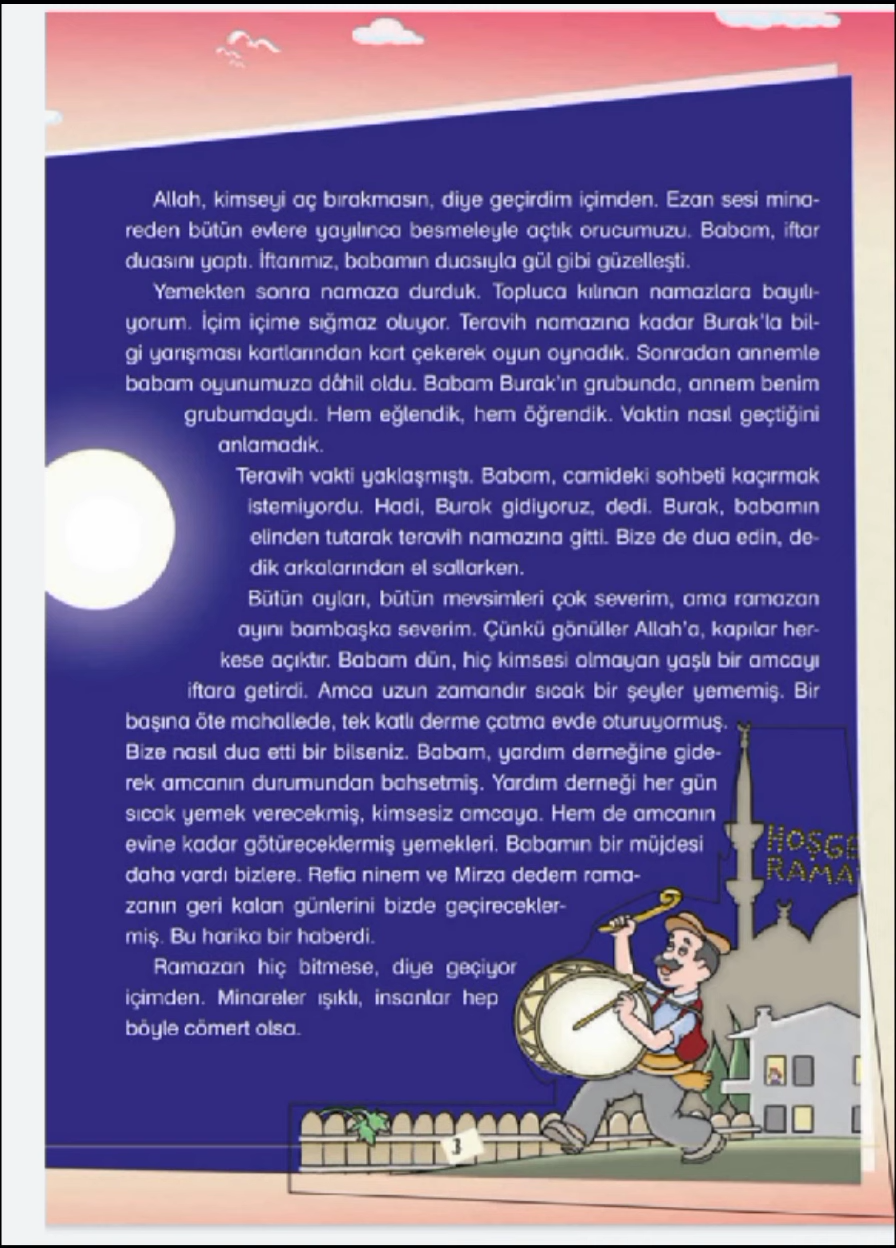 Allah, kimseyi aç bırakmasın, diye geçirdim içimden. Ezan sesi mina-
reden bütün evlere yayılınca besmeleyle açtık orucumuzu. Babam, iftar
duasını yaptı. İftarımız, babamın duasıyla gül gibi güzelleşti.
Yemekten sonra namaza durduk. Topluca kılınan namazlara bayılı-
yorum. İçim içime sığmaz oluyor. Teravih namazına kadar Burak'la bil-
gi yarışması kartlarından kart çekerek oyun oynadık. Sonradan annemle
babam oyunumuza dâhil oldu. Babam Burak'ın grubunda, annem benim
grubumdaydı. Hem eğlendik, hem öğrendik. Vaktin nasıl geçtiğini
anlamadık.
Teravih vakti yaklaşmıştı. Babam, camideki sohbeti kaçırmak
istemiyordu. Hadi, Burak gidiyoruz, dedi. Burak, babamın
elinden tutarak teravih namazına gitti. Bize de dua edin, de-
dik arkalarından el sallarken.
Bütün ayları, bütün mevsimleri çok severim, ama ramazan
ayını bambaşka severim. Çünkü gönüller Allah'a, kapılar her-
kese açıktır. Babam dün, hiç kimsesi olmayan yaşlı bir amcayı
iftara getirdi. Amca uzun zamandır sıcak bir şeyler yememiş. Bir
başına öte mahallede, tek katlı derme çatma evde oturuyormuş.
Bize nasıl dua etti bir bilseniz. Babam, yardım derneğine gide-
rek amcanın durumundan bahsetmiş. Yardım derneği her gün
sıcak yemek verecekmiş, kimsesiz amcaya. Hem de amcanın
evine kadar götüreceklermiş yemekleri. Babamın bir müjdesi
daha vardı bizlere. Refia ninem ve Mirza dedem rama-
zanın geri kalan günlerini bizde geçirecekler-
miş. Bu harika bir haberdi.
Ramazan hiç bitmese, diye geçiyor
içimden. Minareler ışıklı, insanlar hep
böyle cömert olsa.
HOŞGE
RAMA
3